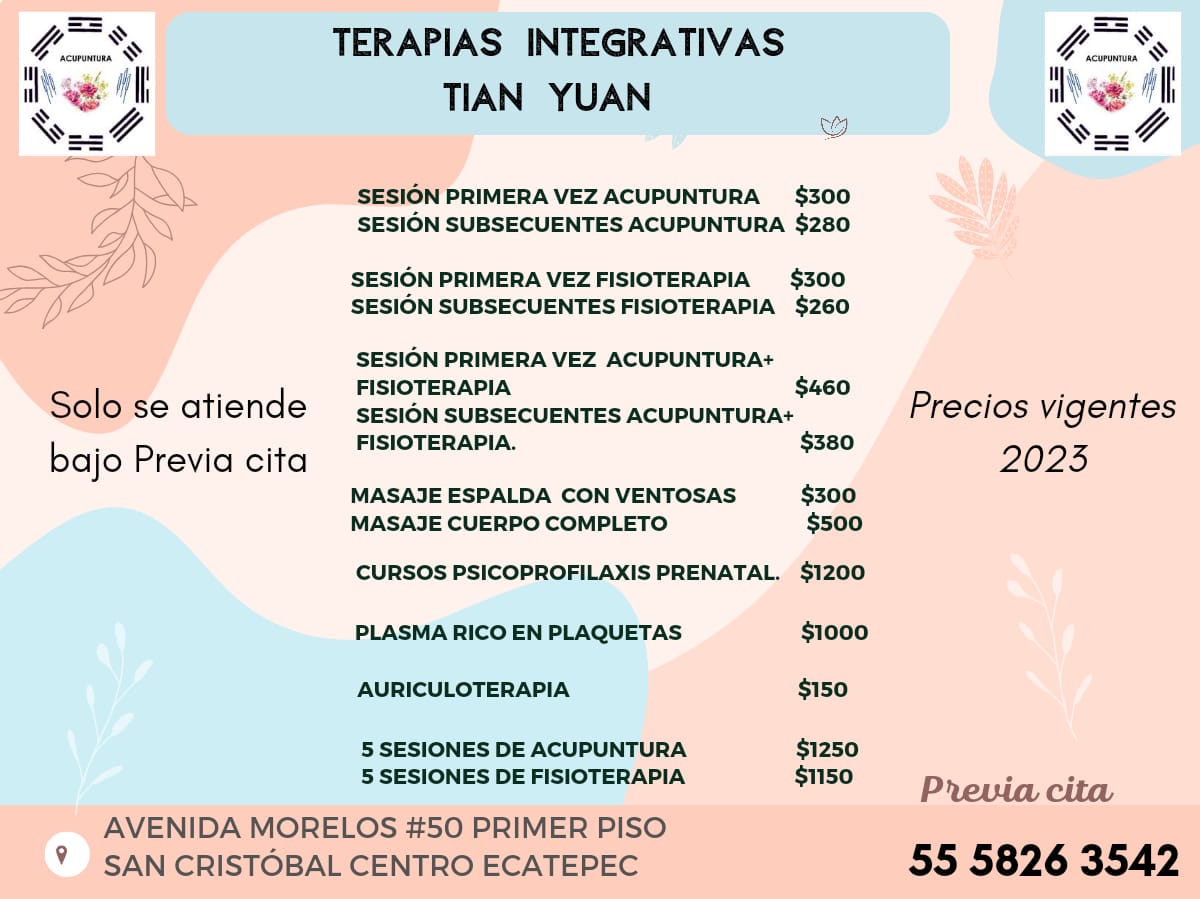 ACUPUNTURA
TERAPIAS INTEGRATIVAS
TIAN YUAN
ACUPUNTURA
SESIÓN PRIMERA VEZ ACUPUNTURA $300
SESIÓN SUBSECUENTES ACUPUNTURA $280
SESIÓN PRIMERA VEZ FISIOTERAPIA $300
SESIÓN SUBSECUENTES FISIOTERAPIA $260
SESIÓN PRIMERA VEZ ACUPUNTURA+
FISIOTERAPIA $460
SESIÓN SUBSECUENTES ACUPUNTURA+
FISIOTERAPIA. $380
Solo se atiende
bajo Previa cita
Precios vigentes
2023
MASAJE ESPALDA CON VENTOSAS $300
MASAJE CUERPO COMPLETO $500
CURSOS PSICOPROFILAXIS PRENATAL. $1200
PLASMA RICO EN PLAQUETAS $1000
AURICULOTERAPIA $150
5 SESIONES DE ACUPUNTURA $1250
5 SESIONES DE FISIOTERAPIA $1150
Previa cita
AVENIDA MORELOS #50 PRIMER PISO
SAN CRISTÓBAL CENTRO ECATEPEC
55 5826 3542